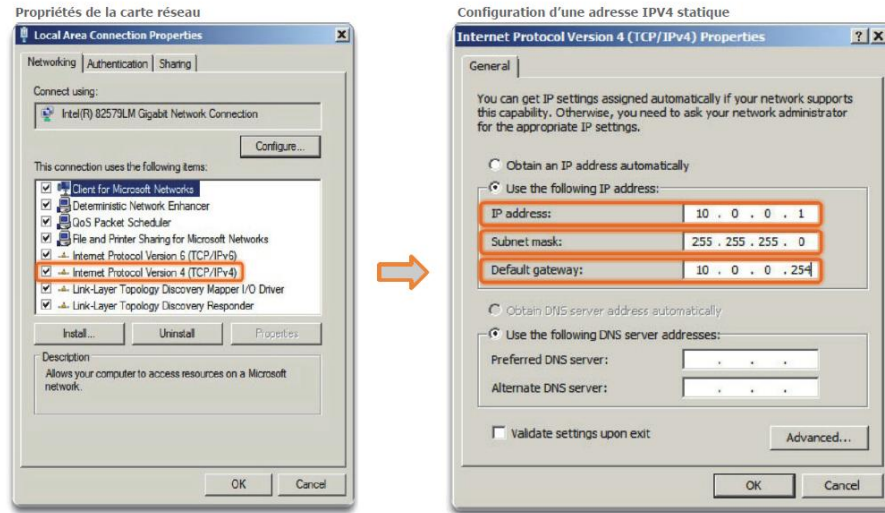 Propriétés de la carte réseau
Local Area Connection Properties
Networking Authentication Sharing
Connect using:
Intel(R) 82579LM Gigabit Network Connection
Configure...
This connection uses the following items:
Client for Microsoft Networks
Deterministic Network Enhancer
QoS Packet Scheduler
File and Printer Sharing for Microsoft Networks
Internet Protocol Version 6 (TCP/IPv6)
Internet Protocol Version 4 (TCP/IPv4)
Link-Layer Topology Discovery Mapper I/O Driver
Link-Layer Topology Discovery Responder
Install... Uninstall Properties
Description
Allows your computer to access resources on a Microsoft
network.
OK Cancel
Configuration d'une adresse IPV4 statique
Internet Protocol Version 4 (TCP/IPv4) Properties
General
You can get IP settings assigned automatically if your network supports
this capability. Otherwise, you need to ask your network administrator
for the appropriate IP settings.
Obtain an IP address automatically
Use the following IP address:
IP address: 10 . 0 . 0 . 1
Subnet mask: 255 . 255 . 255 . 0
Default gateway: 10 . 0 . 0 . 254
Obtain DNS server address automatically
Use the following DNS server addresses:
Preferred DNS server: . . .
Alternate DNS server: . . .
Validate settings upon exit
Advanced...
OK Cancel